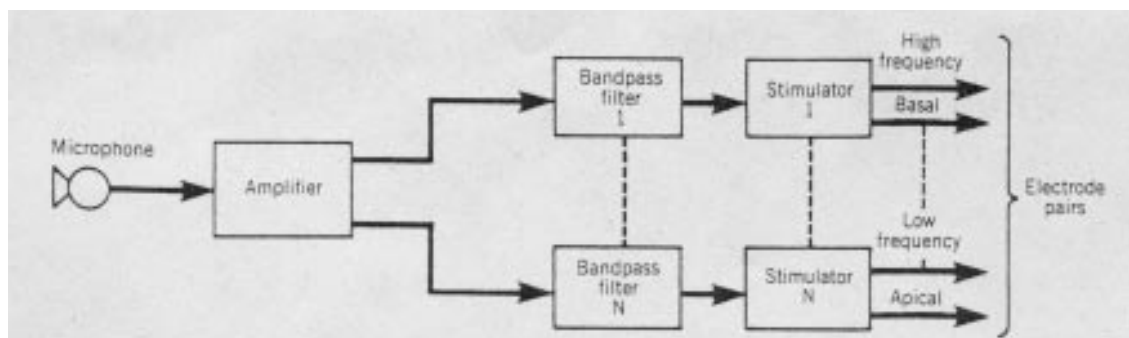 Microphone
Amplifier
Bandpass
filter
1
Stimulator
1
High
frequency
Basal
Bandpass
filter
N
Stimulator
N
Low
frequency
Apical
Electrode
pairs